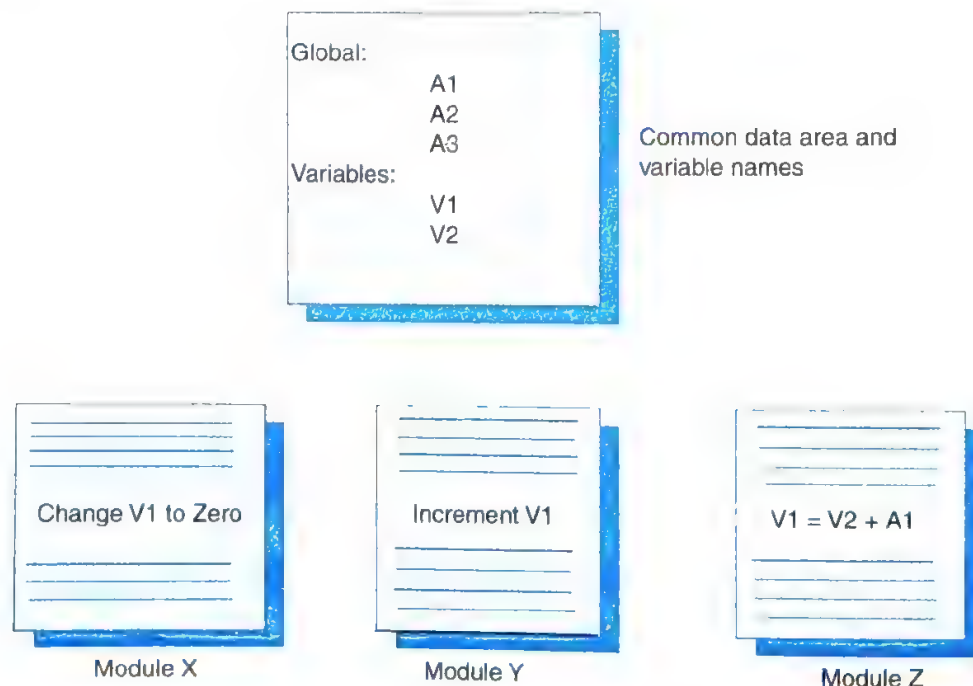 Global:
A1
A2
A3
Variables:
V1
V2
Common data area and
variable names
Change V1 to Zero
Increment V1
V1 = V2 + A1
Module X
Module Y
Module Z